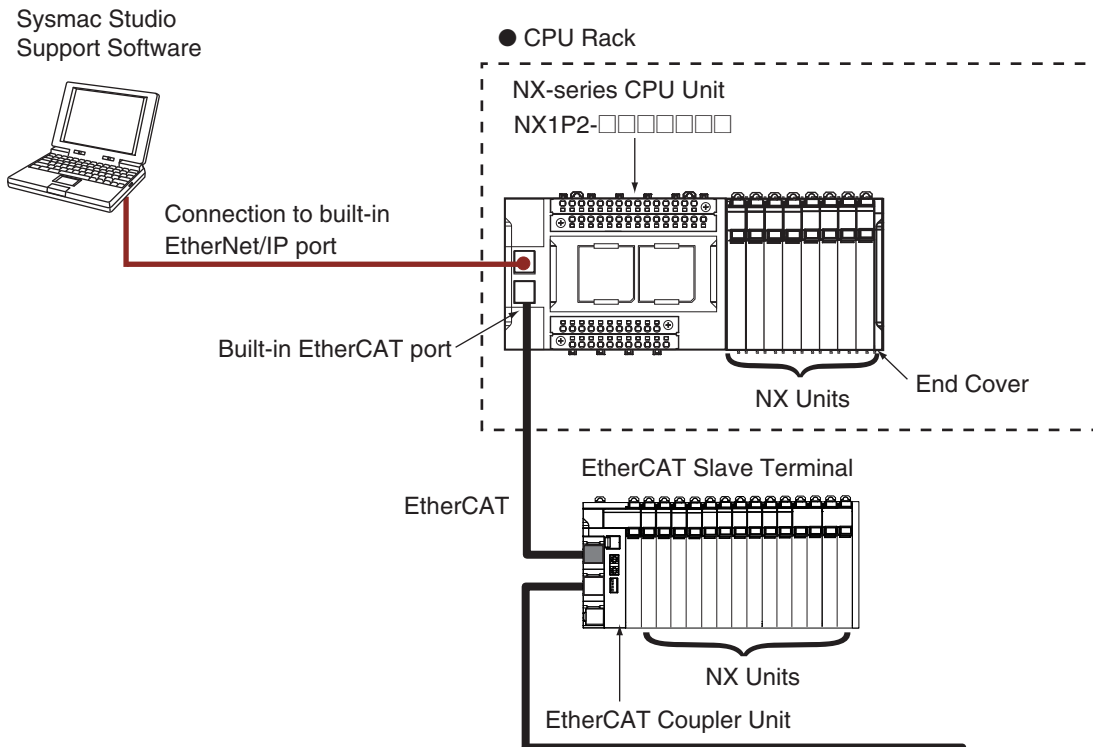 Sysmac Studio
Support Software
● CPU Rack
NX-series CPU Unit
NX1P2-□□□□□□□
Connection to built-in
EtherNet/IP port
Built-in EtherCAT port
End Cover
NX Units
EtherCAT Slave Terminal
EtherCAT
NX Units
EtherCAT Coupler Unit